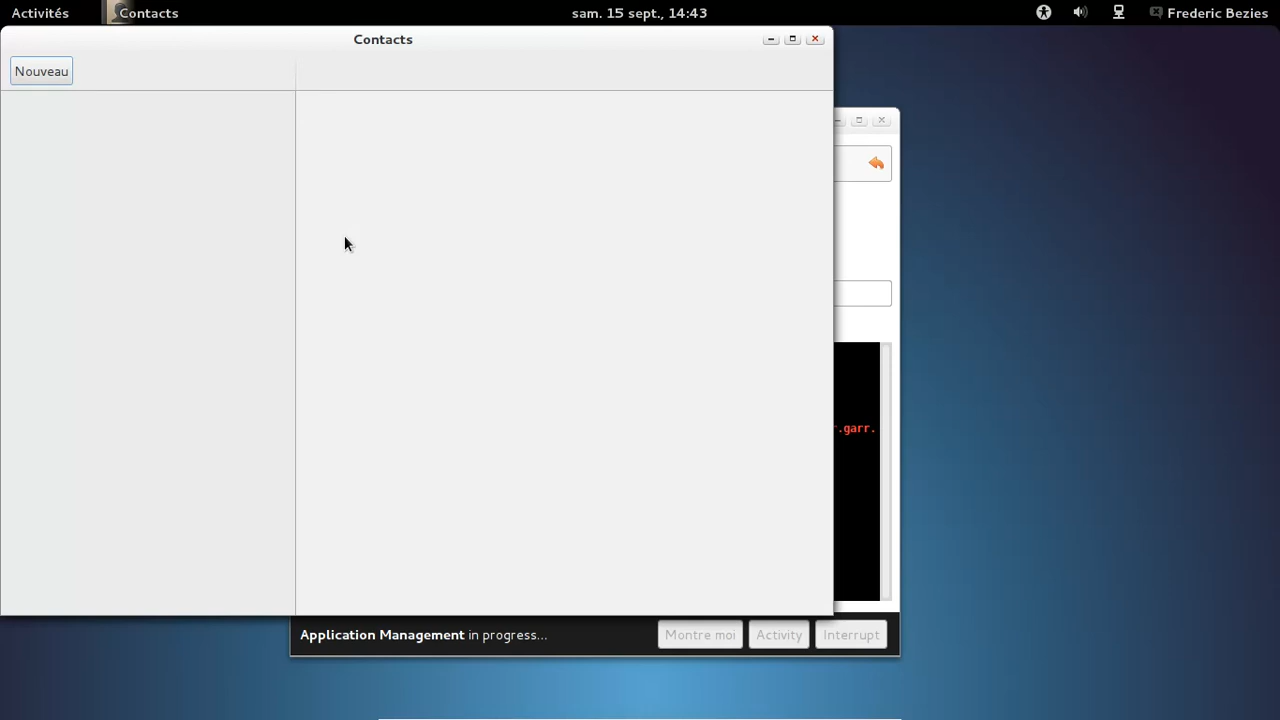 Activités
Contacts
sam. 15 sept., 14:43
Frederic Bezies
Contacts
Nouveau
.garr.
Application Management in progress...
Montre moi
Activity
Interrupt